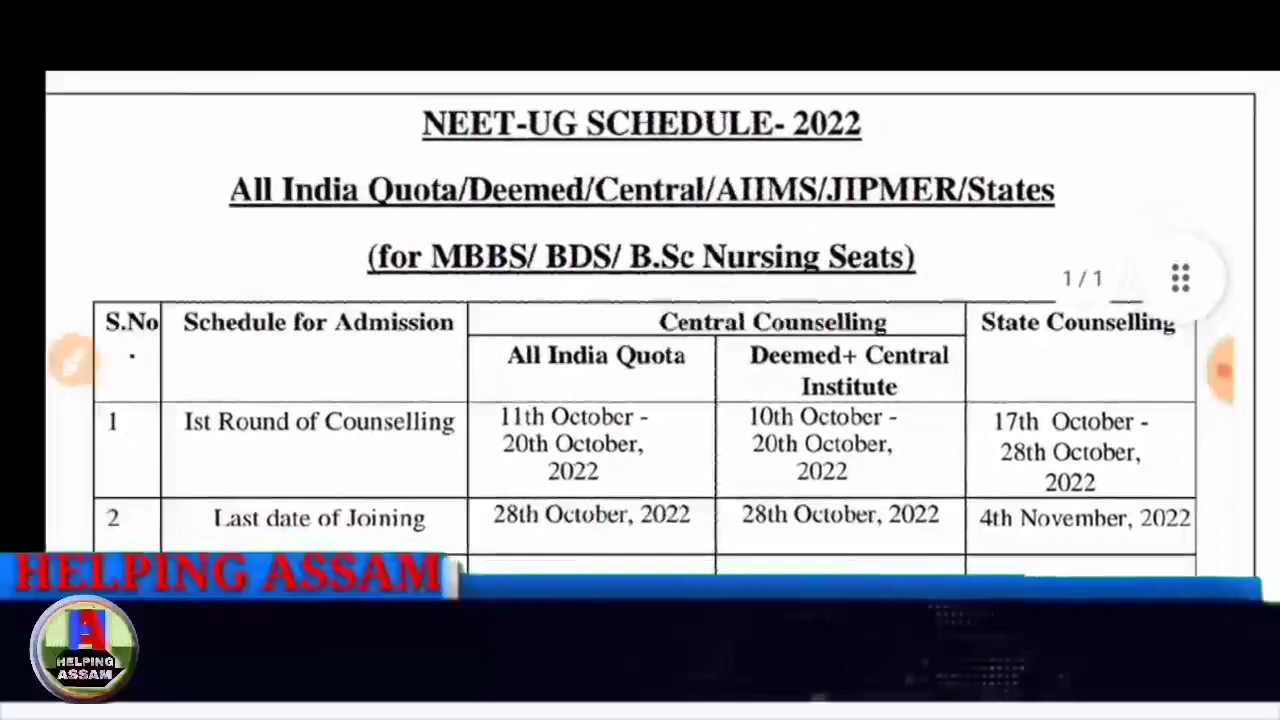 NEET-UG SCHEDULE- 2022
All India Quota/Deemed/Central/AIIMS/JIPMER/States
(for MBBS/ BDS/ B.Sc Nursing Seats)
1 / 1
S.No
.
Schedule for Admission
Central Counselling
State Counselling
All India Quota
Deemed+ Central
Institute
1
Ist Round of Counselling
11th October -
20th October,
2022
10th October -
20th October,
2022
17th October -
28th October,
2022
2
Last date of Joining
28th October, 2022
28th October, 2022
4th November, 2022
HELPING ASSAM
A
HELPING
ASSAM